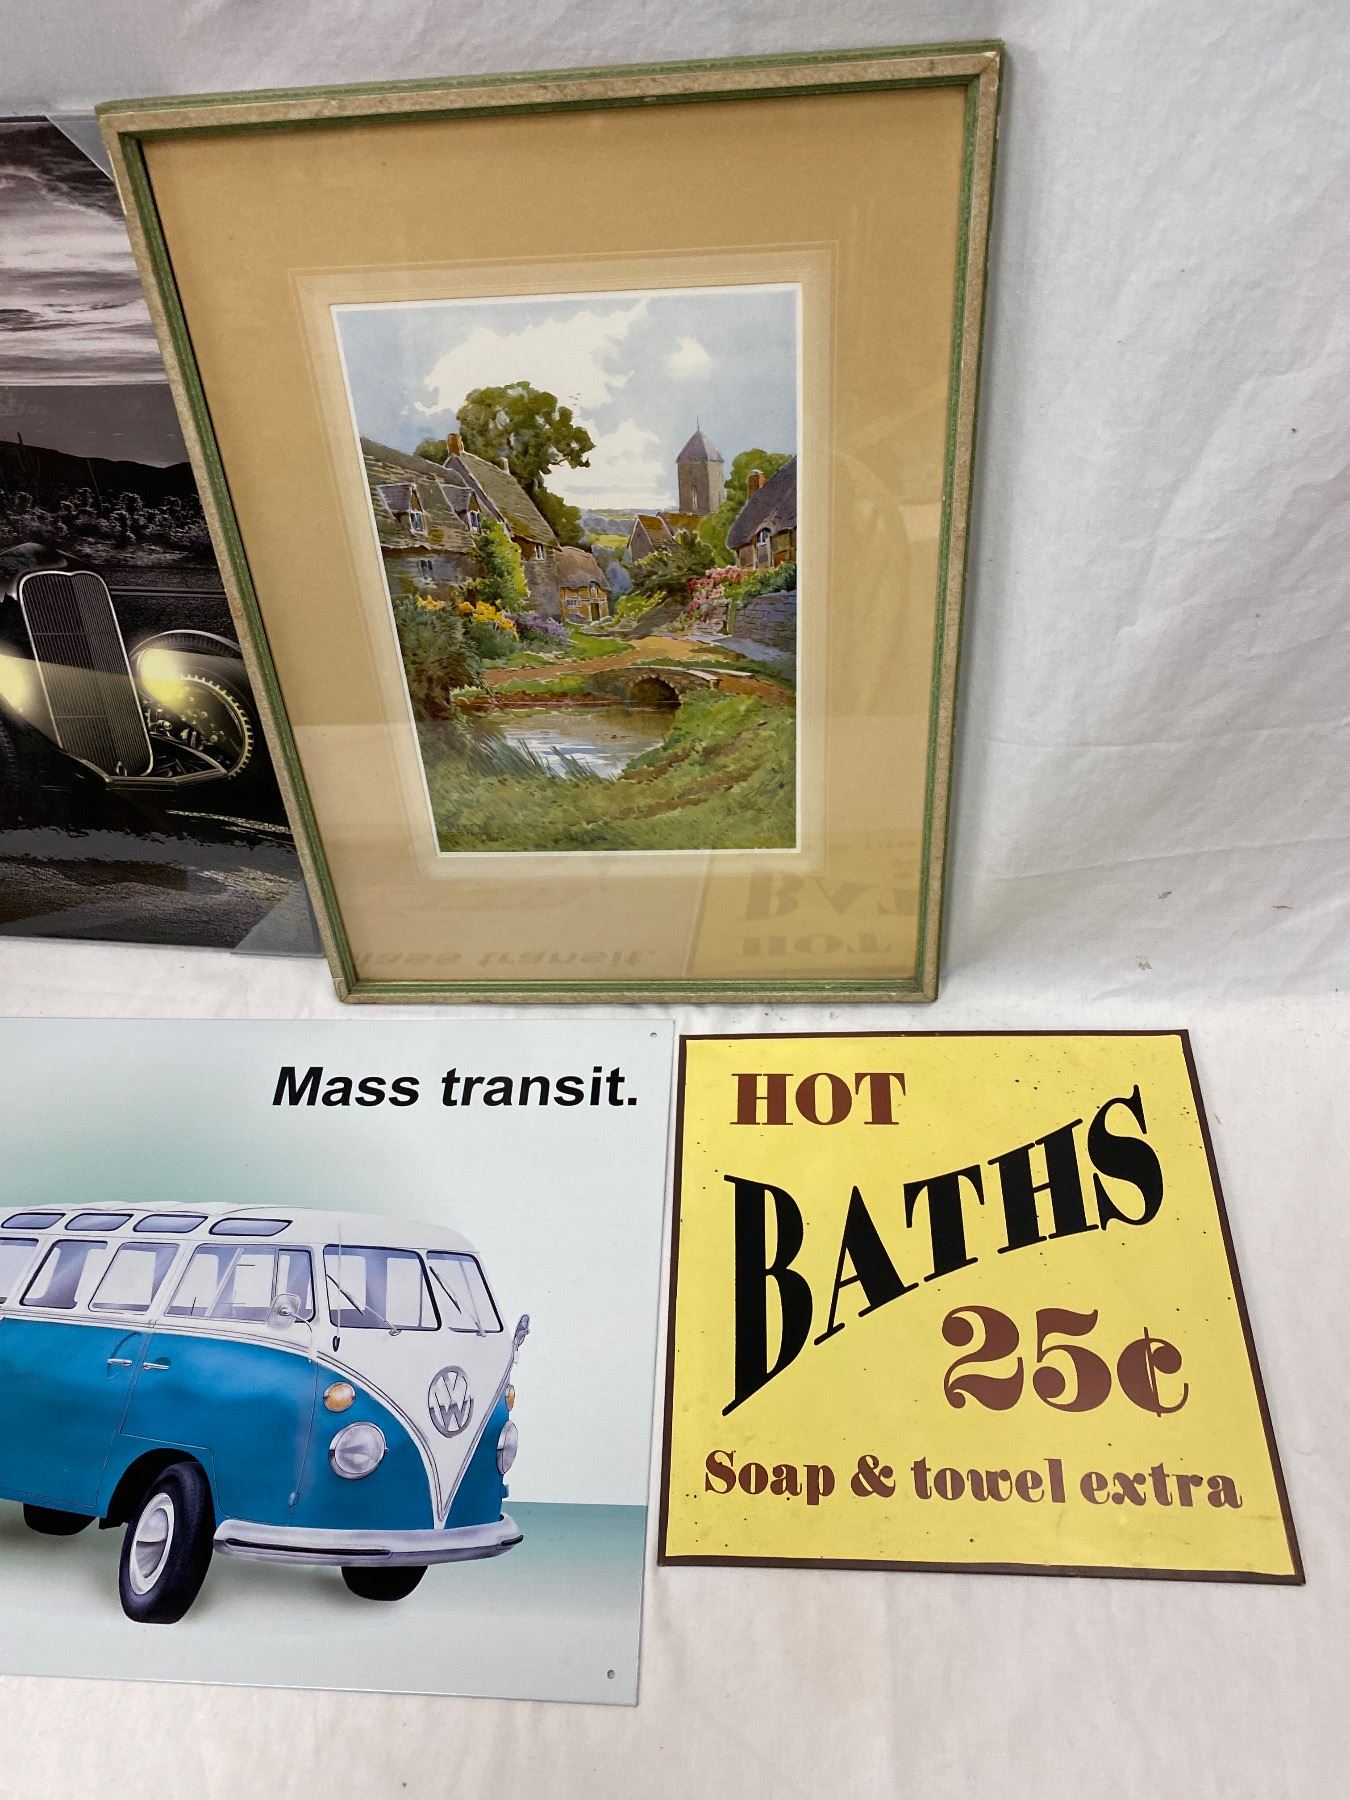 Mass transit.
HOT
BATHS
25¢
Soap & towel extra